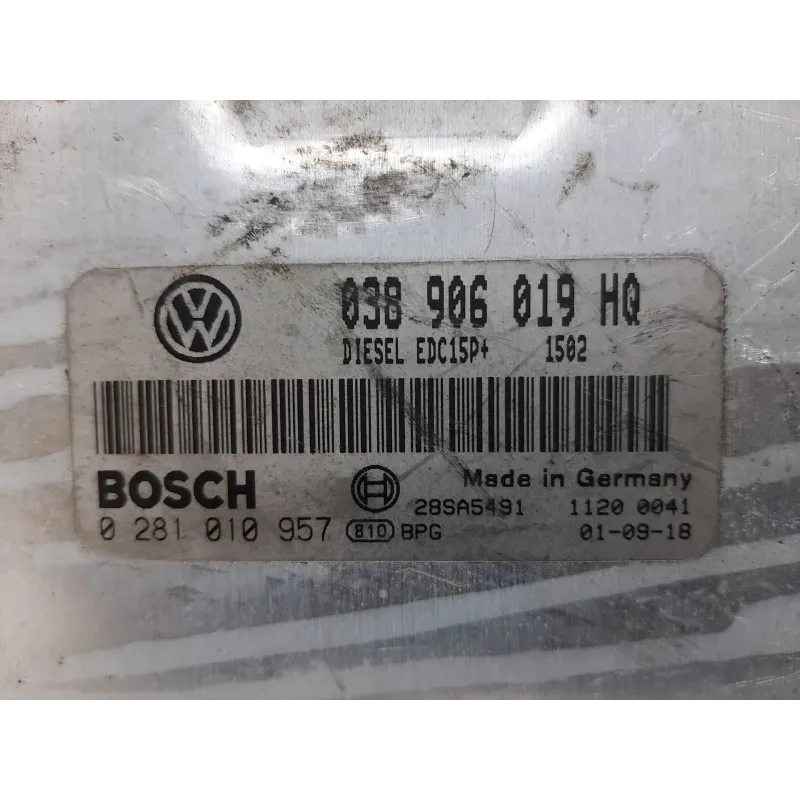 038 906 019 HQ
DIESEL EDC15P+ 1502
BOSCH
Made in Germany
28SA5491 1120 0041
0 281 010 957 810 BPG 01-09-18